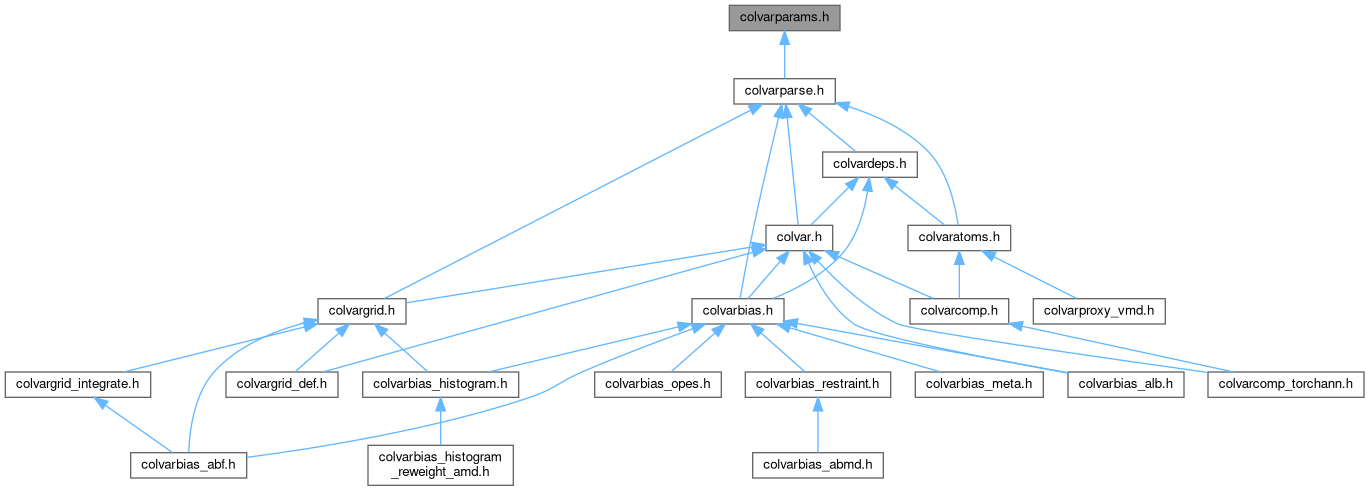 colvarparams.h
colvarparse.h
colvardeps.h
colvar.h
colvaratoms.h
colvargrid.h
colvarbias.h
colvarcomp.h
colvarproxy_vmd.h
colvargrid_integrate.h
colvargrid_def.h
colvarbias_histogram.h
colvarbias_opes.h
colvarbias_restraint.h
colvarbias_meta.h
colvarbias_alb.h
colvarcomp_torchann.h
colvarbias_abf.h
colvarbias_histogram
_reweight_amd.h
colvarbias_abmd.h